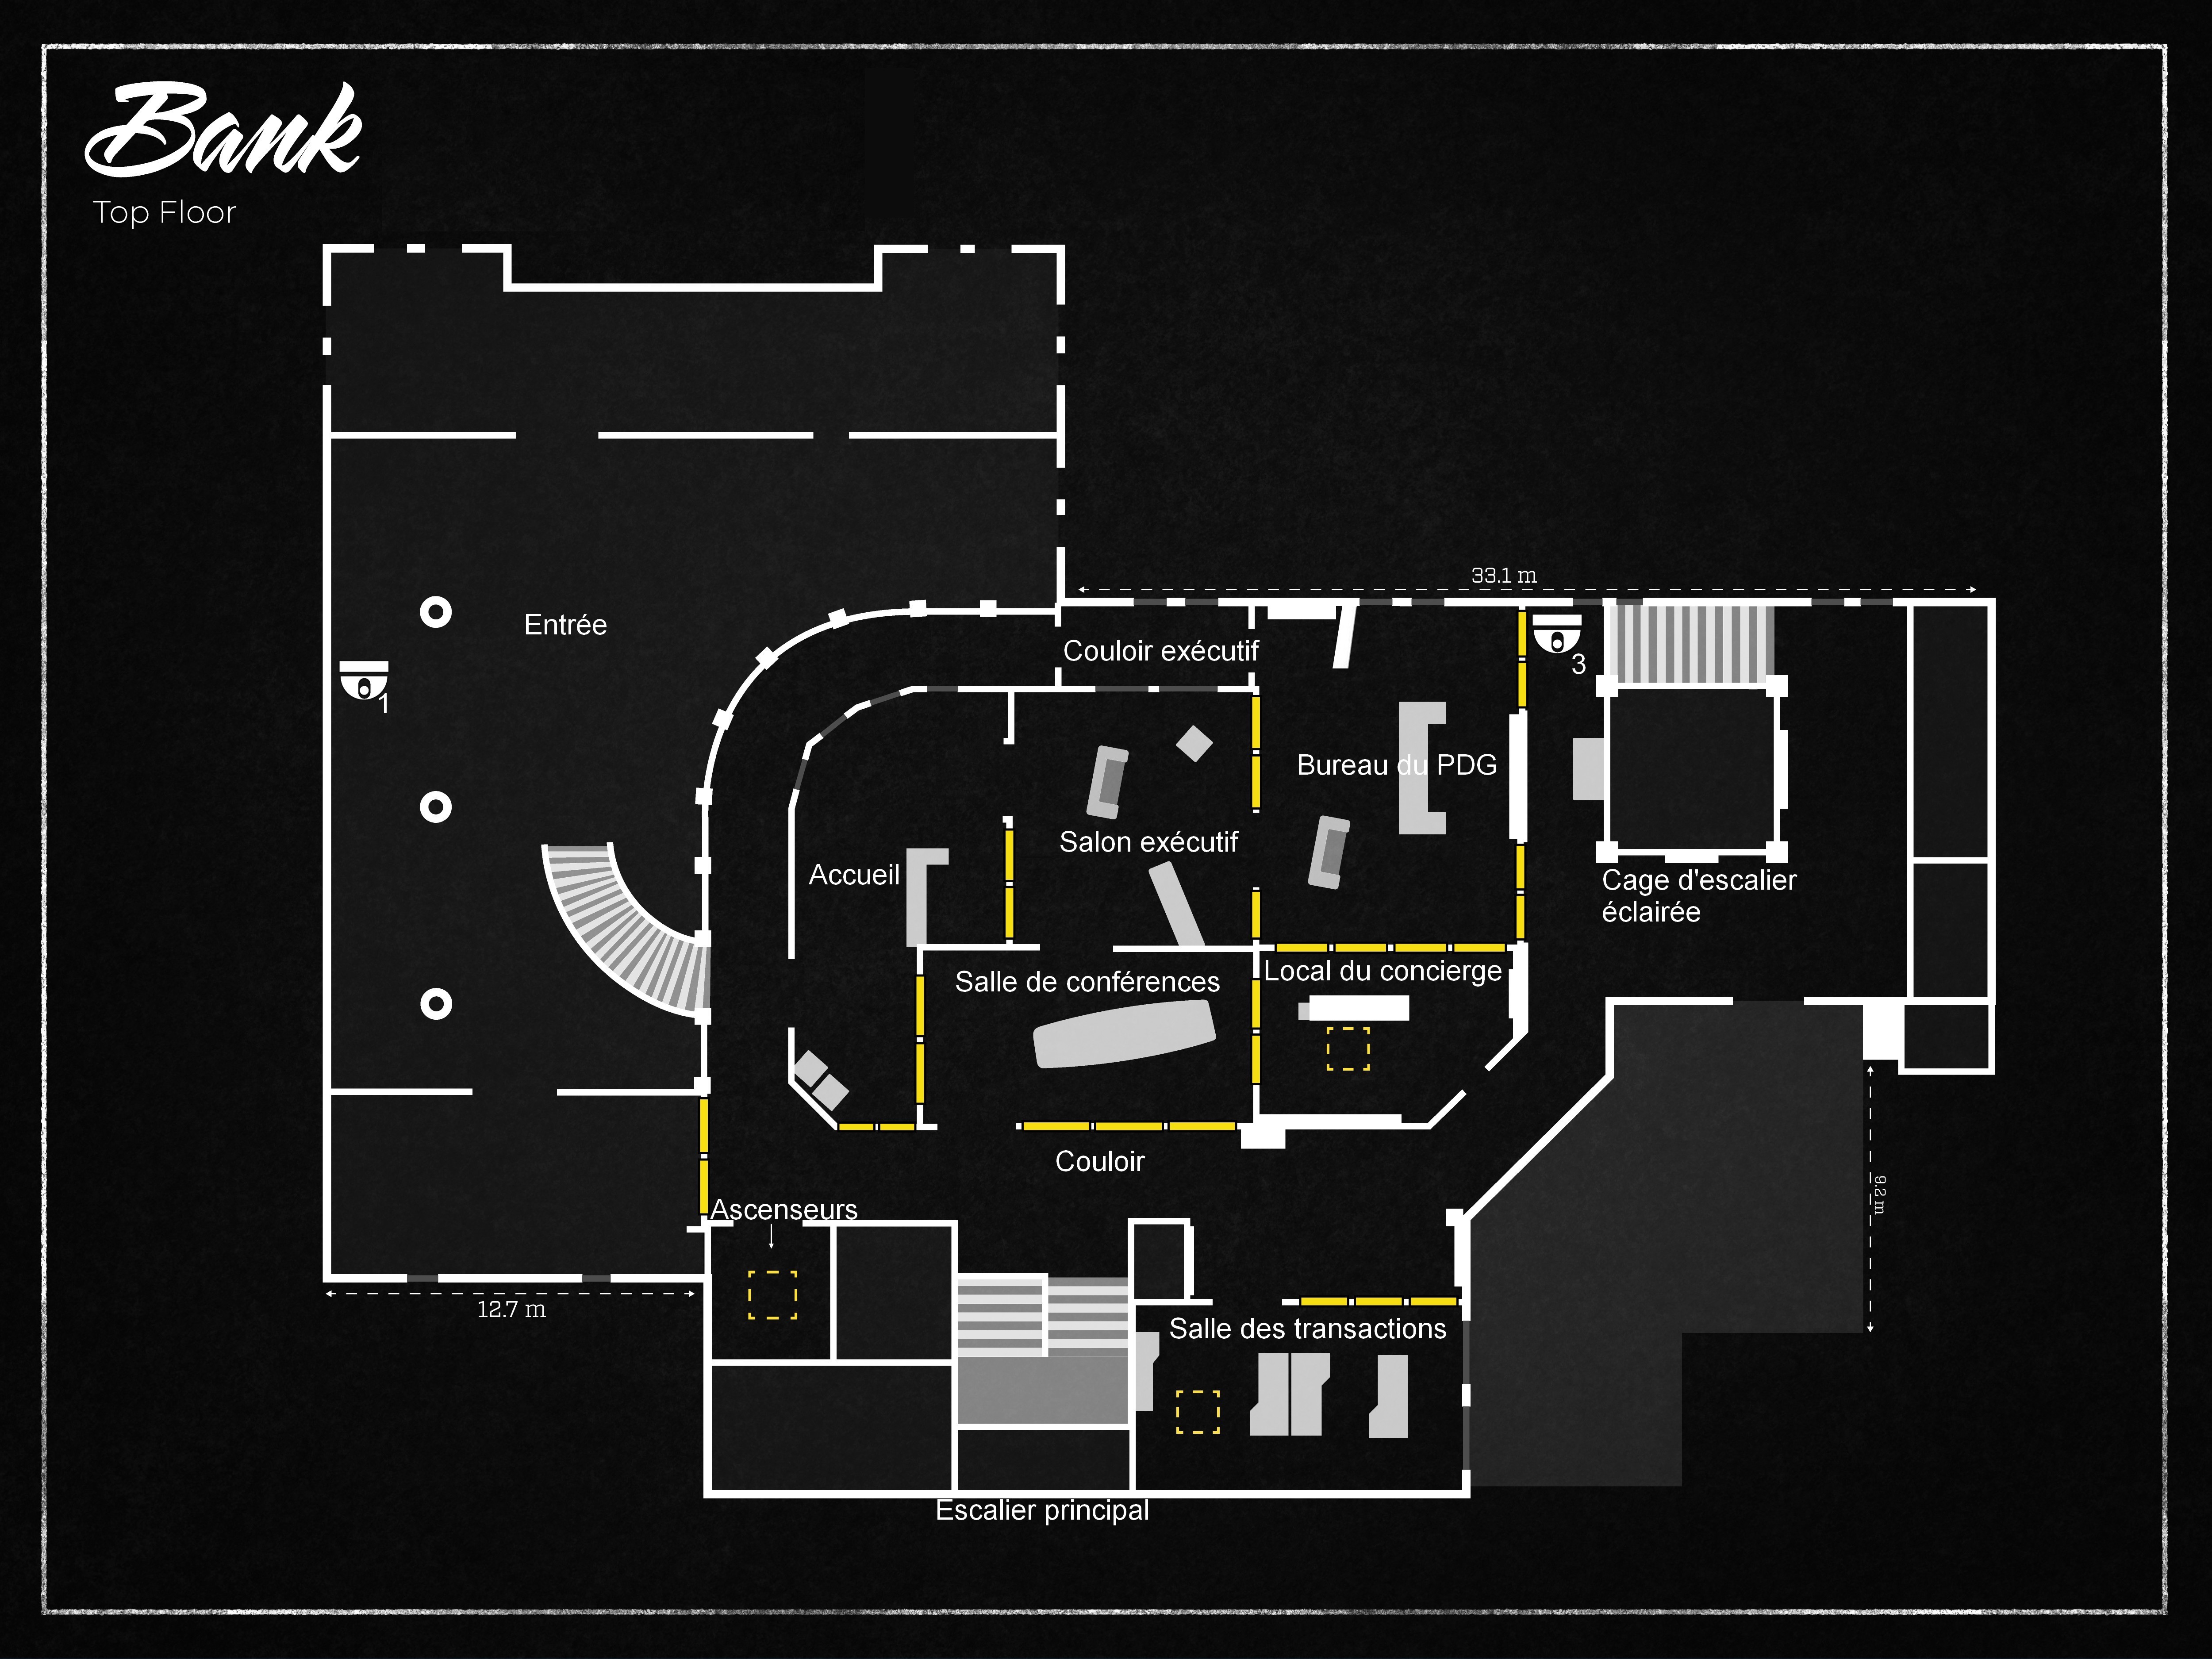 Bank
Top Floor
33.1 m
Entrée
Couloir exécutif
3
1
Bureau du PDG
Salon exécutif
Accueil
Cage d'escalier
éclairée
Salle de conférences
Local du concierge
Couloir
9.2 m
Ascenseurs
12.7 m
Salle des transactions
Escalier principal